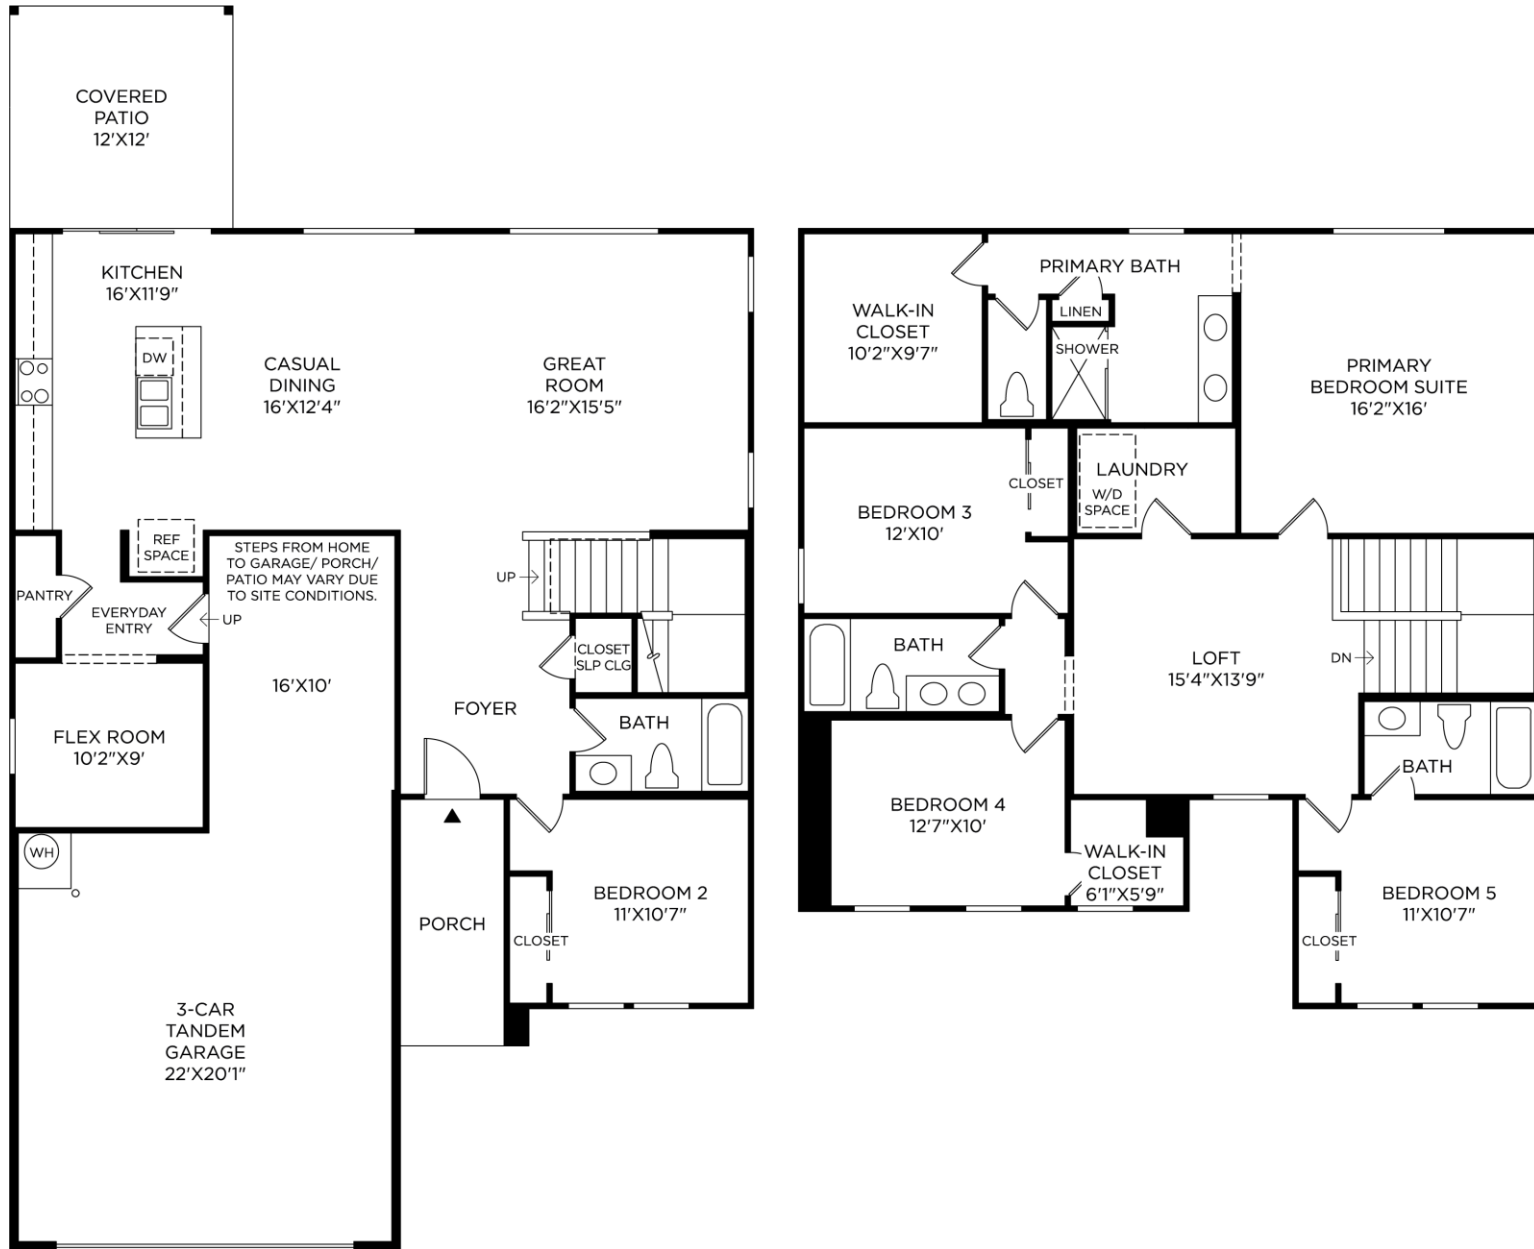 COVERED
PATIO
12'X12'
KITCHEN
16'X11'9"
DW
CASUAL
DINING
16'X12'4"
GREAT
ROOM
16'2"X15'5"
REF
SPACE
STEPS FROM HOME
TO GARAGE/ PORCH/
PATIO MAY VARY DUE
TO SITE CONDITIONS.
UP
PANTRY
EVERYDAY
ENTRY
UP
CLOSET
SLP CLG
16'X10'
FOYER
BATH
FLEX ROOM
10'2"X9'
WH
BEDROOM 2
11'X10'7"
PORCH
CLOSET
3-CAR
TANDEM
GARAGE
22'X20'1"
PRIMARY BATH
WALK-IN
CLOSET
10'2"X9'7"
LINEN
SHOWER
PRIMARY
BEDROOM SUITE
16'2"X16'
LAUNDRY
W/D
SPACE
CLOSET
BEDROOM 3
12'X10'
BATH
LOFT
15'4"X13'9"
DN
BATH
BEDROOM 4
12'7"X10'
WALK-IN
CLOSET
6'1"X5'9"
BEDROOM 5
11'X10'7"
CLOSET